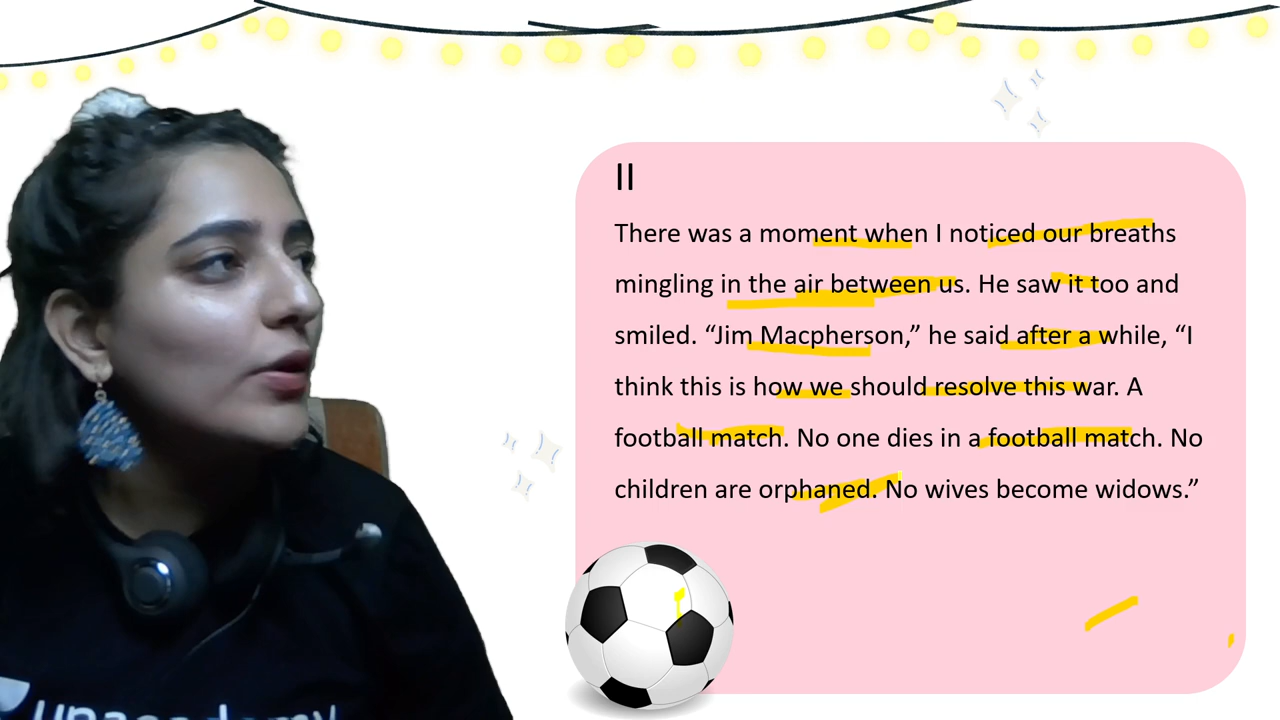 II
There was a moment when I noticed our breaths
mingling in the air between us. He saw it too and
smiled. “Jim Macpherson,” he said after a while, “I
think this is how we should resolve this war. A
football match. No one dies in a football match. No
children are orphaned. No wives become widows.”
unacademy